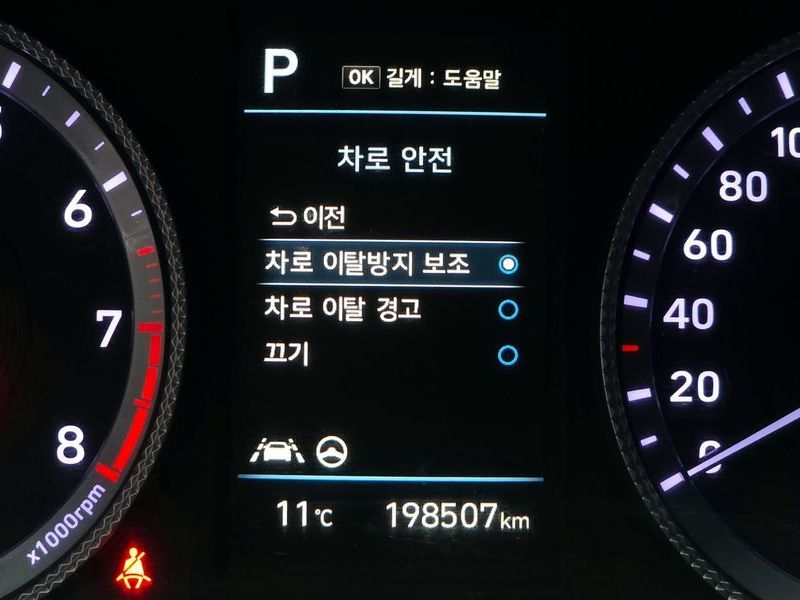 P
OK 길게 : 도움말
차로 안전
이전
차로 이탈방지 보조
차로 이탈 경고
끄기
11℃ 198507km
6
7
8
x1000rpm
80
60
40
20
0